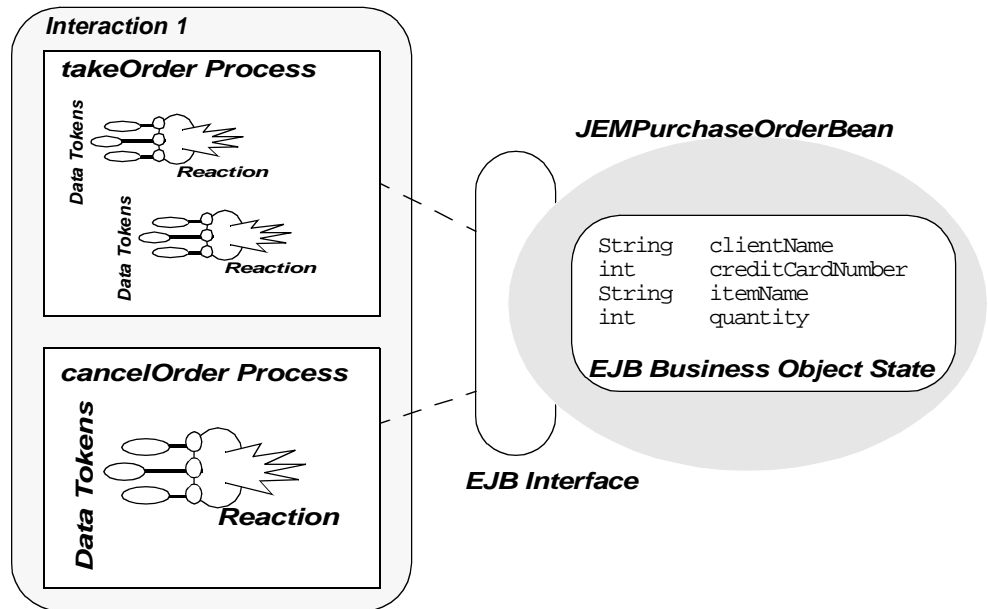 Interaction 1
takeOrder Process
Data Tokens
Reaction
Data Tokens
Reaction
cancelOrder Process
Data Tokens
Reaction
EJB Interface
JEMPurchaseOrderBean
String clientName
int creditCardNumber
String itemName
int quantity
EJB Business Object State